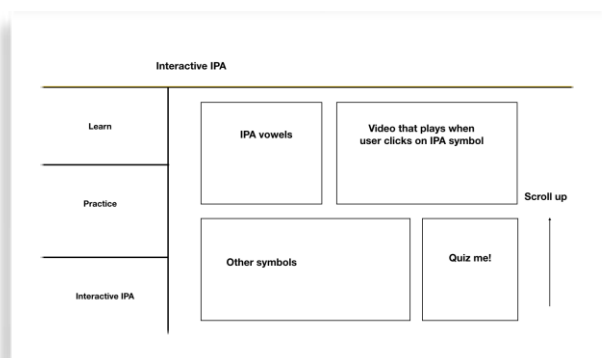 Interactive IPA
Learn
Practice
Interactive IPA
IPA vowels
Video that plays when
user clicks on IPA symbol
Other symbols
Quiz me!
Scroll up